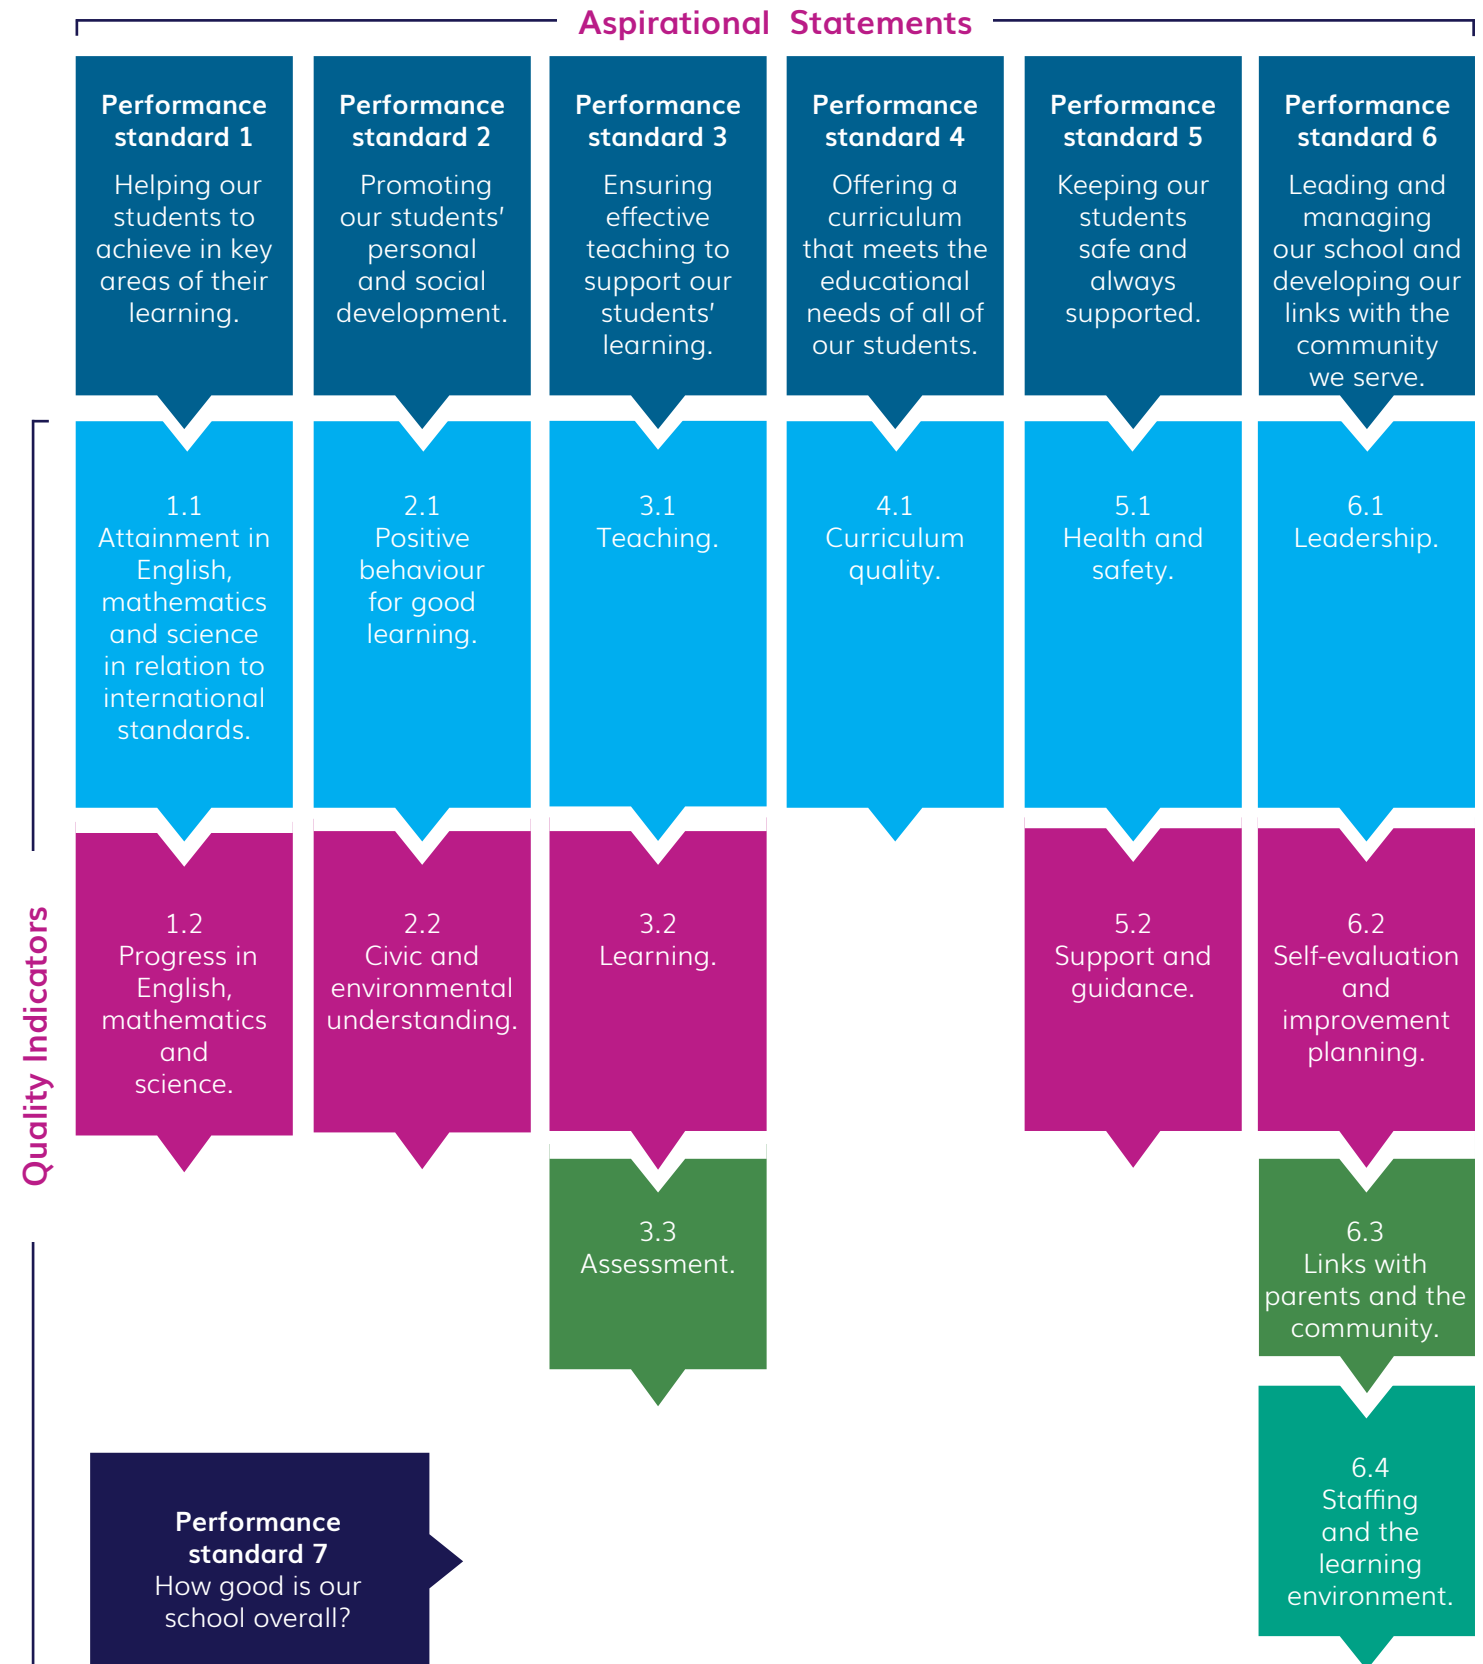 Aspirational Statements
Performance
standard 1
Helping our
students to
achieve in key
areas of their
learning.
Performance
standard 2
Promoting
our students'
personal
and social
development.
Performance
standard 3
Ensuring
effective
teaching to
support our
students'
learning.
Performance
standard 4
Offering a
curriculum
that meets the
educational
needs of all of
our students.
Performance
standard 5
Keeping our
students
safe and
always
supported.
Performance
standard 6
Leading and
managing
our school and
developing our
links with the
community
we serve.
Quality Indicators
1.1
Attainment in
English,
mathematics
and science
in relation to
international
standards.
2.1
Positive
behaviour
for good
learning.
3.1
Teaching.
4.1
Curriculum
quality.
5.1
Health and
safety.
6.1
Leadership.
1.2
Progress in
English,
mathematics
and
science.
2.2
Civic and
environmental
understanding.
3.2
Learning.
5.2
Support and
guidance.
6.2
Self-evaluation
and
improvement
planning.
3.3
Assessment.
6.3
Links with
parents and the
community.
6.4
Staffing
and the
learning
environment.
Performance
standard 7
How good is our
school overall?